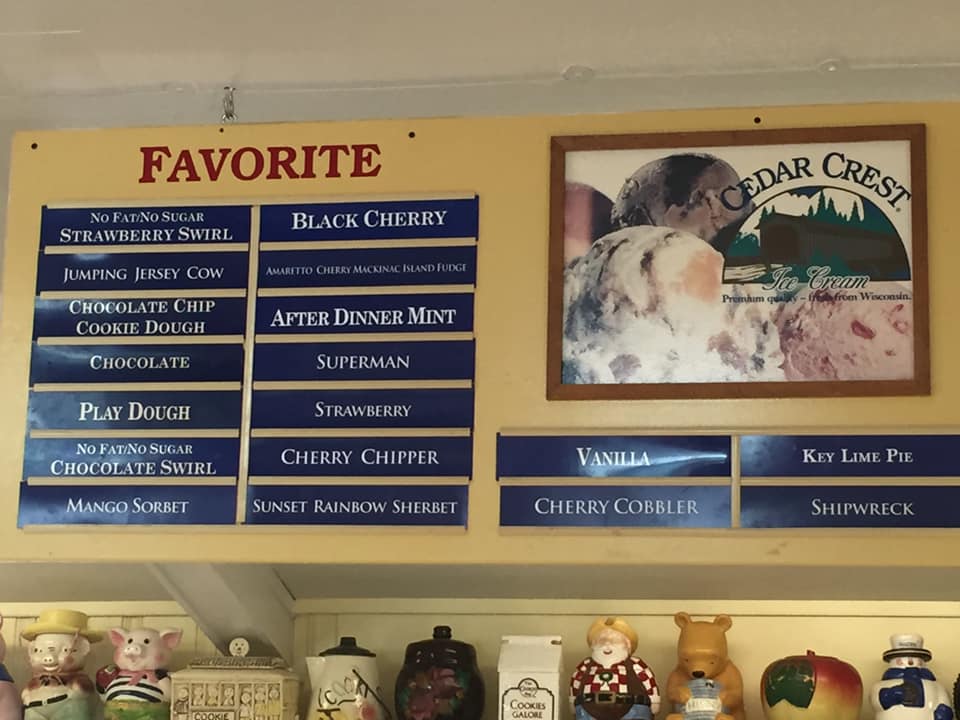 FAVORITE
NO FAT/NO SUGAR
STRAWBERRY SWIRL
JUMPING JERSEY COW
CHOCOLATE CHIP
COOKIE DOUGH
CHOCOLATE
PLAY DOUGH
NO FAT/NO SUGAR
CHOCOLATE SWIRL
MANGO SORBET
BLACK CHERRY
AMARETTO CHERRY MACKINAC ISLAND FUDGE
AFTER DINNER MINT
SUPERMAN
STRAWBERRY
CHERRY CHIPPER
SUNSET RAINBOW SHERBET
CEDAR CREST®
Ice Cream
Premium quality – fresh from Wisconsin.
VANILLA
CHERRY COBBLER
KEY LIME PIE
SHIPWRECK
COOKIE
COOKIES
GALORE